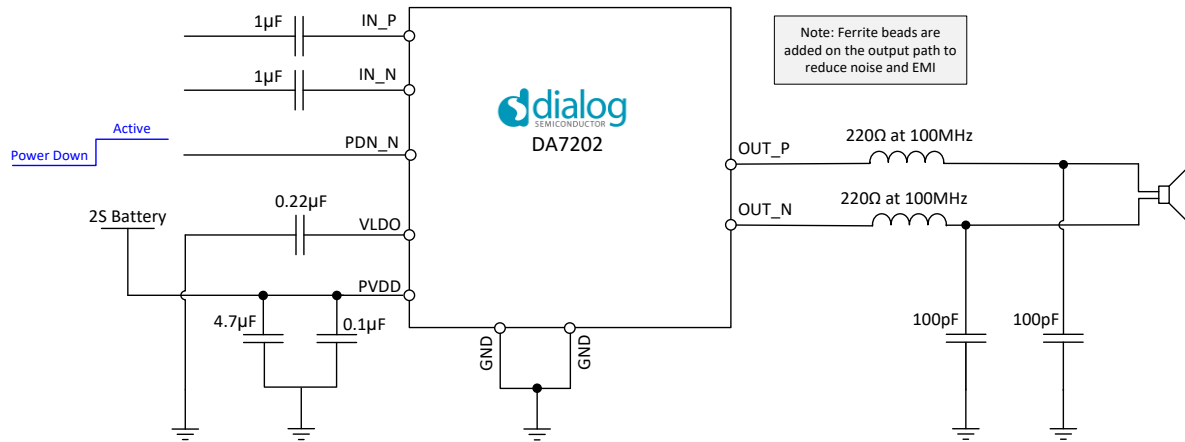 1µF
IN_P
1µF
IN_N
Active
Power Down
PDN_N
2S Battery
0.22µF
VLDO
PVDD
4.7µF
0.1µF
dialog
SEMICONDUCTOR
DA7202
GND
GND
Note: Ferrite beads are
added on the output path to
reduce noise and EMI
OUT_P
220Ω at 100MHz
OUT_N
220Ω at 100MHz
100pF
100pF